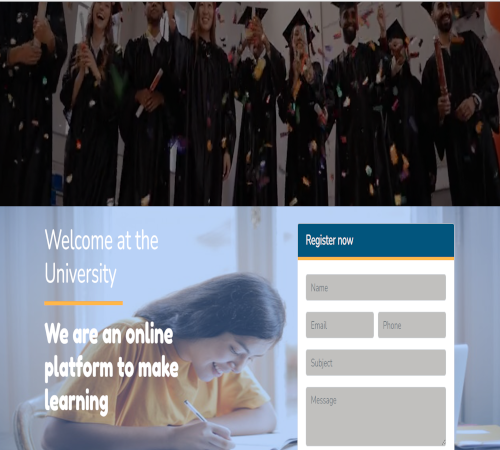 Welcome at the
University
We are an online
platform to make
learning
Register now
Name
Email
Phone
Subject
Message